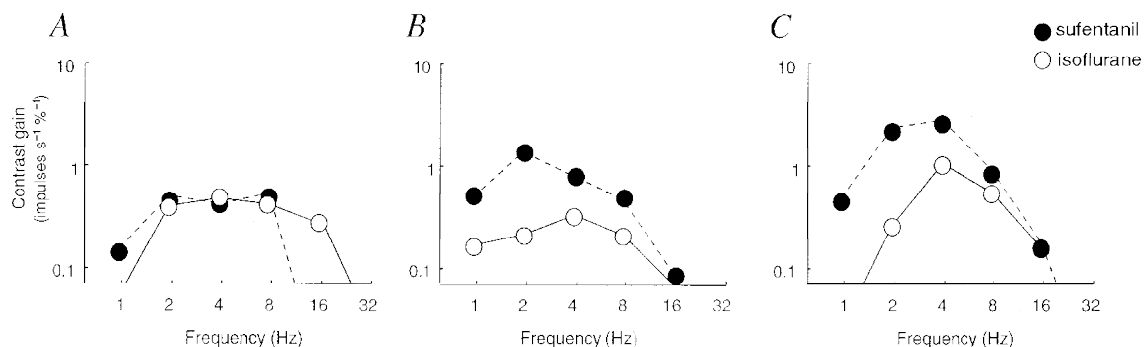 A
B
C
sufentanil
isoflurane
Contrast gain
(impulses s⁻¹ %⁻¹)
10
1
0.1
1 2 4 8 16 32
Frequency (Hz)
10
1
0.1
1 2 4 8 16 32
Frequency (Hz)
10
1
0.1
1 2 4 8 16 32
Frequency (Hz)